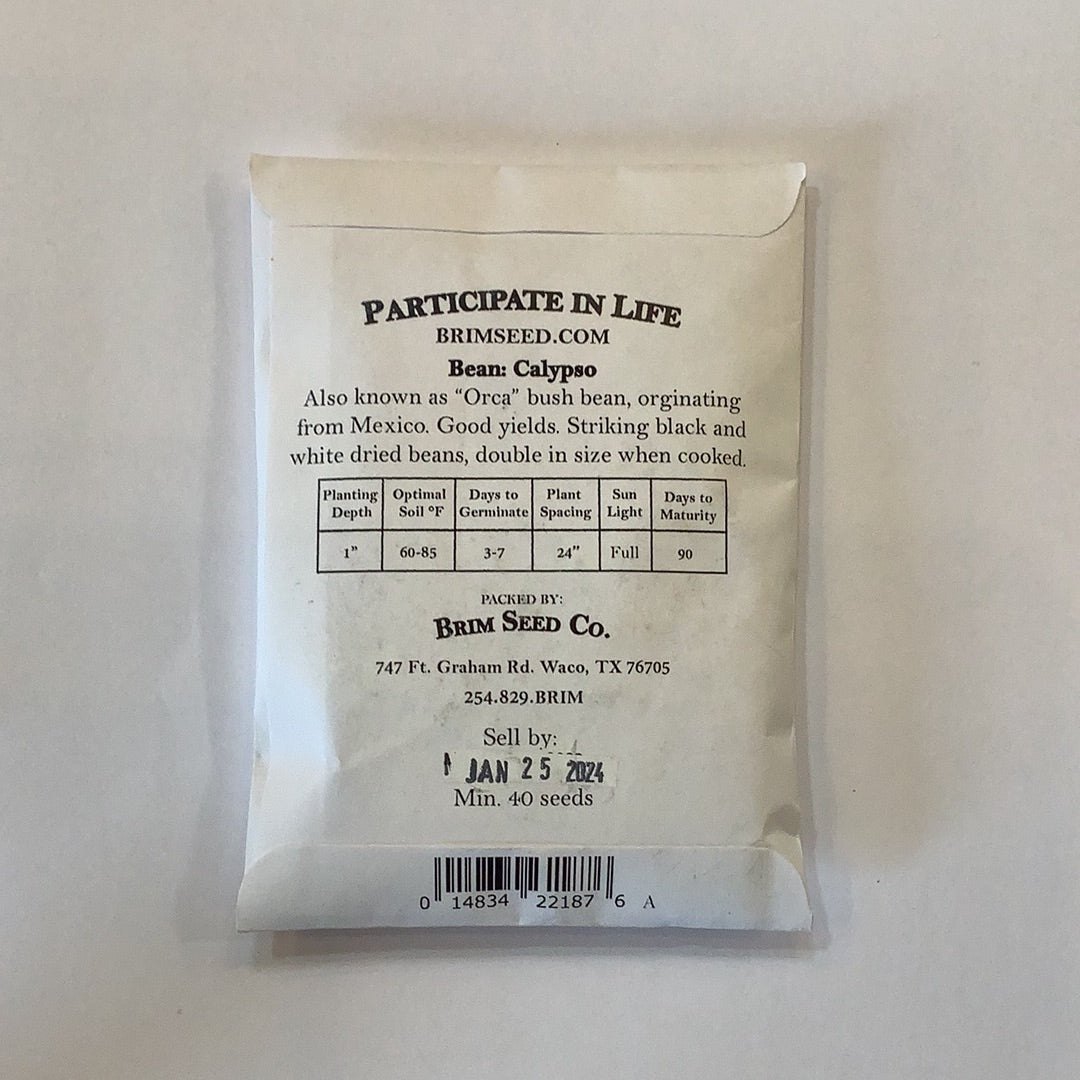 PARTICIPATE IN LIFE
BRIMSEED.COM
Bean: Calypso
Also known as “Orca” bush bean, orginating
from Mexico. Good yields. Striking black and
white dried beans, double in size when cooked.
Planting Depth Optimal Soil °F Days to Germinate Plant Spacing Sun Light Days to Maturity
1” 60-85 3-7 24” Full 90
PACKED BY:
BRIM SEED CO.
747 Ft. Graham Rd. Waco, TX 76705
254.829.BRIM
Sell by:
JAN 25 2024
Min. 40 seeds
0 14834 22187 6 A